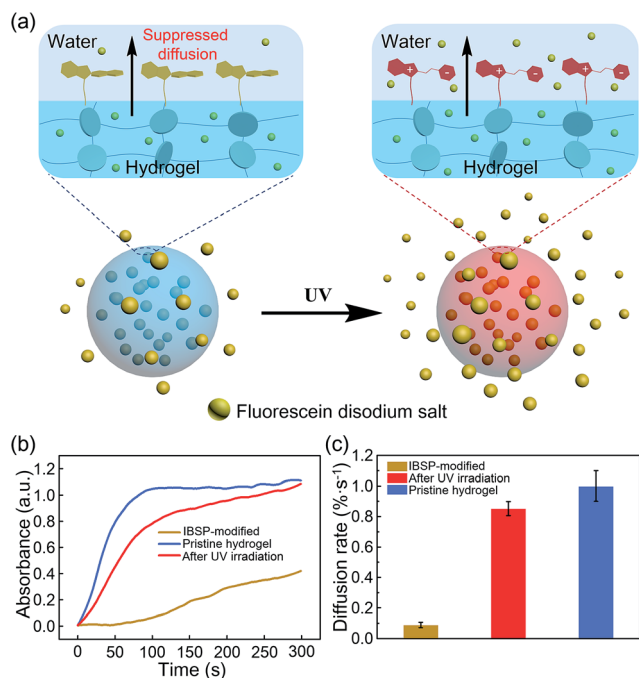 (a)
Water
Suppressed
diffusion
Hydrogel
Water
+ - + - + -
Hydrogel
UV
Fluorescein disodium salt
(b)
Absorbance (a.u.)
1.2
1.0
0.8
0.6
0.4
0.2
0.0
IBSP-modified
Pristine hydrogel
After UV irradiation
0 50 100 150 200 250 300
Time (s)
(c)
Diffusion rate (%·s⁻¹)
1.2
1.0
0.8
0.6
0.4
0.2
0.0
IBSP-modified
After UV irradiation
Pristine hydrogel